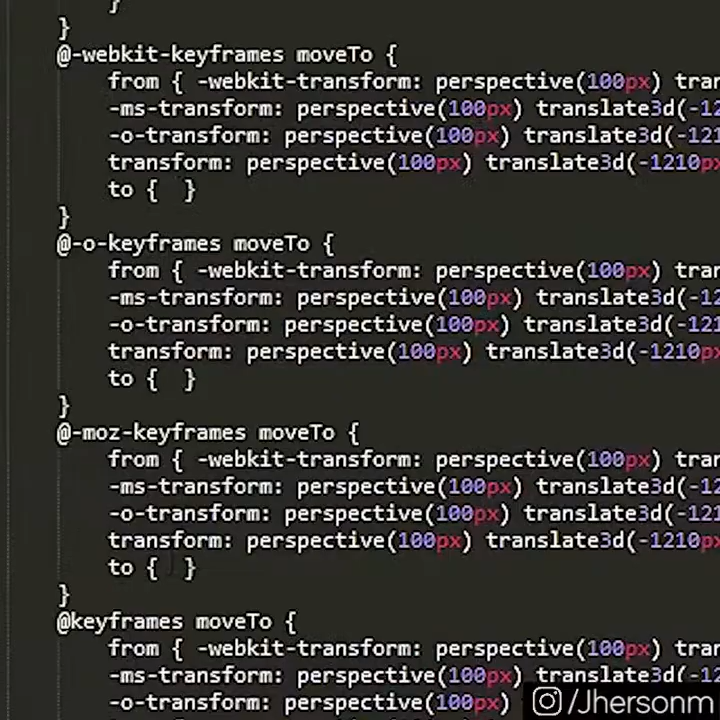 }
}
@-webkit-keyframes moveTo {
from { -webkit-transform: perspective(100px) tran
-ms-transform: perspective(100px) translate3d(-12
-o-transform: perspective(100px) translate3d(-121
transform: perspective(100px) translate3d(-1210px
to {  }
}
@-o-keyframes moveTo {
from { -webkit-transform: perspective(100px) tran
-ms-transform: perspective(100px) translate3d(-12
-o-transform: perspective(100px) translate3d(-121
transform: perspective(100px) translate3d(-1210px
to {  }
}
@-moz-keyframes moveTo {
from { -webkit-transform: perspective(100px) tran
-ms-transform: perspective(100px) translate3d(-12
-o-transform: perspective(100px) translate3d(-121
transform: perspective(100px) translate3d(-1210px
to {  }
}
@keyframes moveTo {
from { -webkit-transform: perspective(100px) tran
-ms-transform: perspective(100px) translate3d(-12
-o-transform: perspective(100px)
/Jhersonm